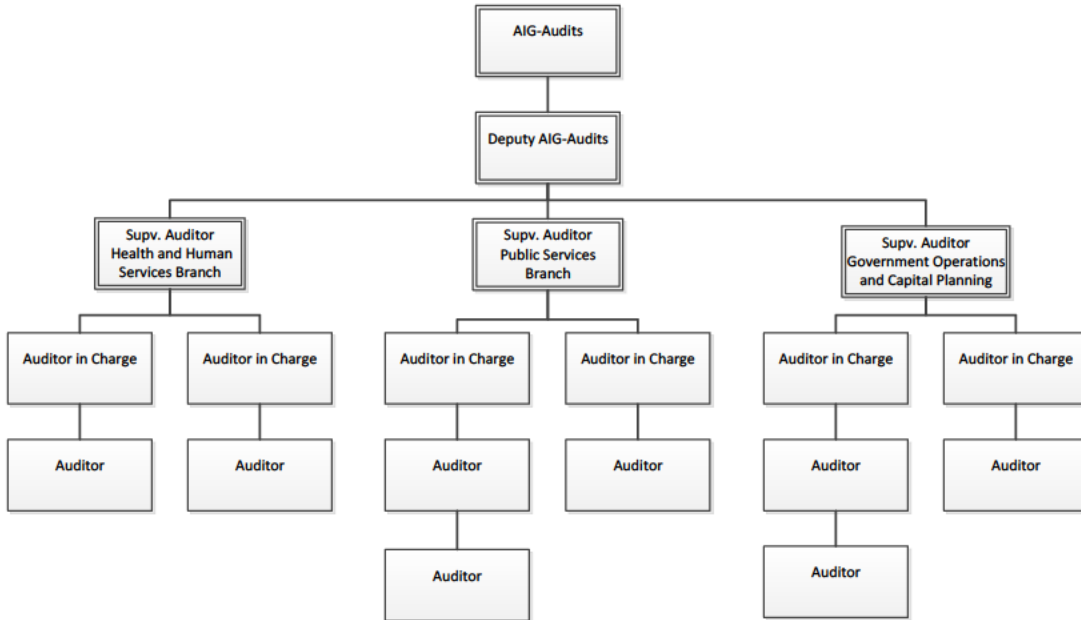 AIG-Audits
Deputy AIG-Audits
Supv. Auditor
Health and Human
Services Branch
Supv. Auditor
Public Services
Branch
Supv. Auditor
Government Operations
and Capital Planning
Auditor in Charge
Auditor in Charge
Auditor in Charge
Auditor in Charge
Auditor in Charge
Auditor in Charge
Auditor
Auditor
Auditor
Auditor
Auditor
Auditor
Auditor
Auditor